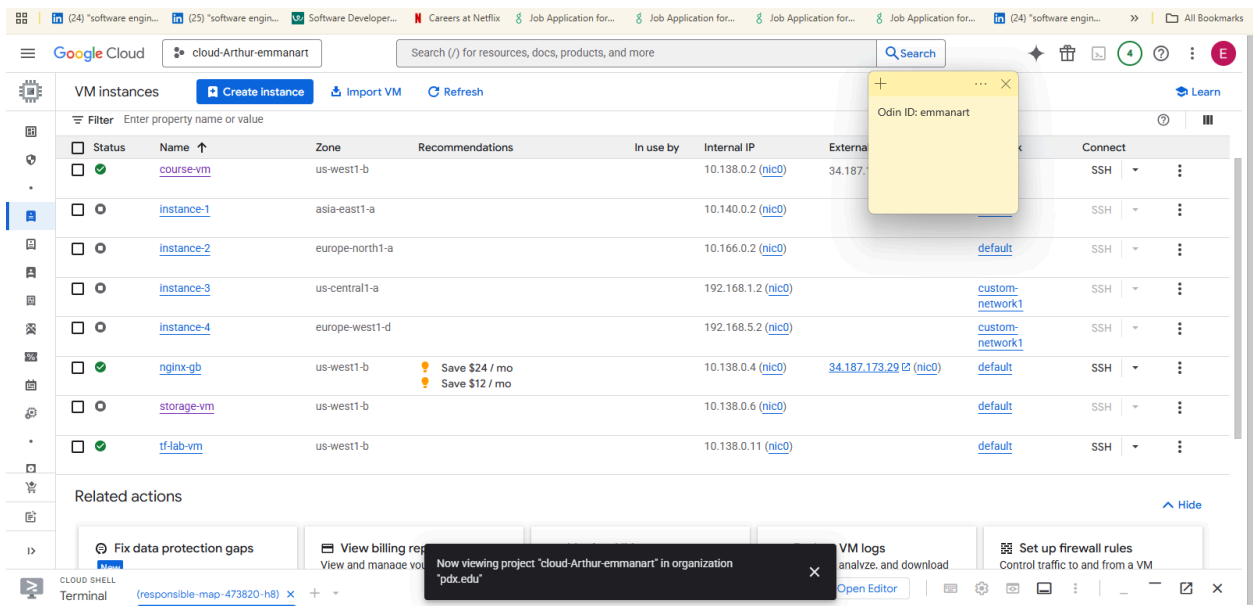 (24) "software engin...
(25) "software engin...
Software Developer...
Careers at Netflix
Job Application for...
Job Application for...
Job Application for...
Job Application for...
(24) "software engin...
»
All Bookmarks
Google Cloud
cloud-Arthur-emmanart
Search (/) for resources, docs, products, and more
Search
4
E
VM instances
Create instance
Import VM
Refresh
Learn
Filter Enter property name or value
Odin ID: emmanart
Status Name Zone Recommendations In use by Internal IP Connect
course-vm us-west1-b 10.138.0.2 (nic0) 34.187. SSH
instance-1 asia-east1-a 10.140.0.2 (nic0) SSH
instance-2 europe-north1-a 10.166.0.2 (nic0) default SSH
instance-3 us-central1-a 192.168.1.2 (nic0) custom- SSH
network1
instance-4 europe-west1-d 192.168.5.2 (nic0) custom- SSH
network1
nginx-gb us-west1-b Save $24 / mo 10.138.0.4 (nic0) 34.187.173.29 (nic0) default SSH
Save $12 / mo
storage-vm us-west1-b 10.138.0.6 (nic0) default SSH
tf-lab-vm us-west1-b 10.138.0.11 (nic0) default SSH
Related actions
Hide
Fix data protection gaps
New
View billing
View and manage
VM logs
analyze, and download
Set up firewall rules
Control traffic to and from a VM
Now viewing project "cloud-Arthur-emmanart" in organization
"pdx.edu"
CLOUD SHELL
Terminal
(responsible-map-473820-h8)
Open Editor